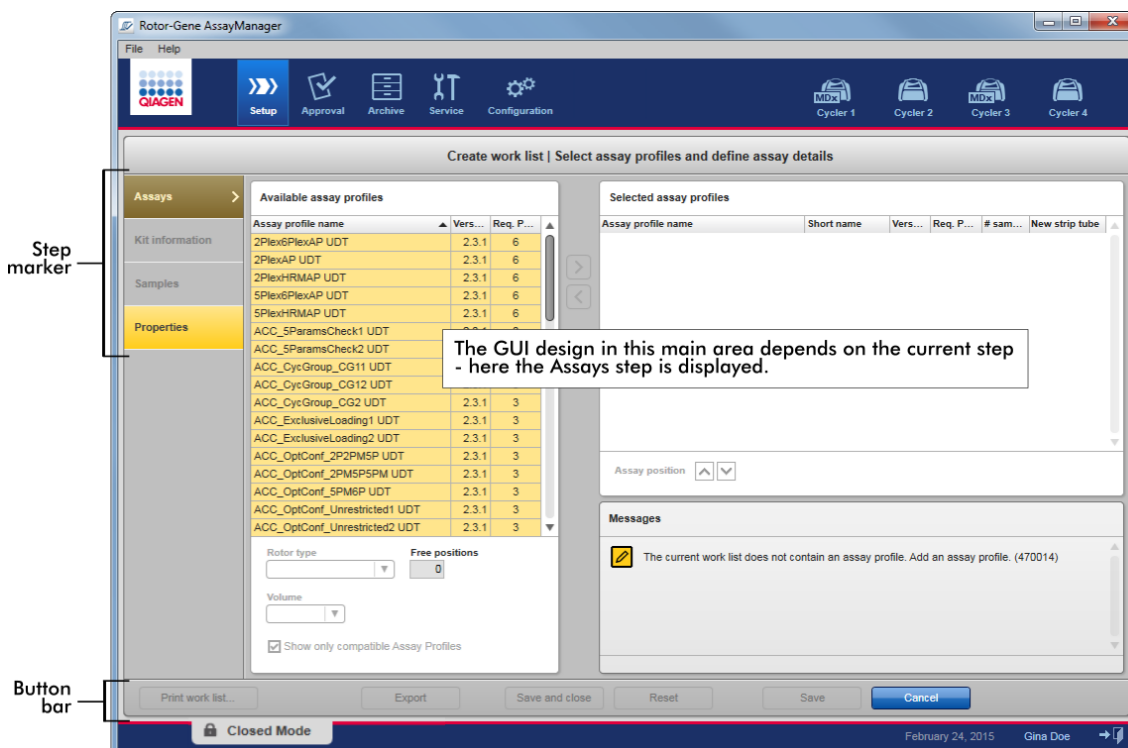 Rotor-Gene AssayManager
File Help
QIAGEN
Setup Approval Archive Service Configuration
MDx MDx
Cycler 1 Cycler 2 Cycler 3 Cycler 4
Create work list | Select assay profiles and define assay details
Step marker
Assays
Kit information
Samples
Properties
Available assay profiles
Assay profile name Vers... Req. P...
2Plex6PlexAP UDT 2.3.1 6
2PlexAP UDT 2.3.1 6
2PlexHRMAP UDT 2.3.1 6
5Plex6PlexAP UDT 2.3.1 6
5PlexHRMAP UDT 2.3.1 6
ACC_5ParamsCheck1 UDT
ACC_5ParamsCheck2 UDT
ACC_CycGroup_CG11 UDT
ACC_CycGroup_CG12 UDT
ACC_CycGroup_CG2 UDT 2.3.1 3
ACC_ExclusiveLoading1 UDT 2.3.1 3
ACC_ExclusiveLoading2 UDT 2.3.1 3
ACC_OptConf_2P2PM5P UDT 2.3.1 3
ACC_OptConf_2PM5P5PM UDT 2.3.1 3
ACC_OptConf_5PM6P UDT 2.3.1 3
ACC_OptConf_Unrestricted1 UDT 2.3.1 3
ACC_OptConf_Unrestricted2 UDT 2.3.1 3
Rotor type Free positions
0
Volume
Show only compatible Assay Profiles
Selected assay profiles
Assay profile name Short name Vers... Req. P... # sam... New strip tube
The GUI design in this main area depends on the current step
- here the Assays step is displayed.
Assay position
Messages
The current work list does not contain an assay profile. Add an assay profile. (470014)
Button bar
Print work list... Export Save and close Reset Save Cancel
Closed Mode
February 24, 2015 Gina Doe